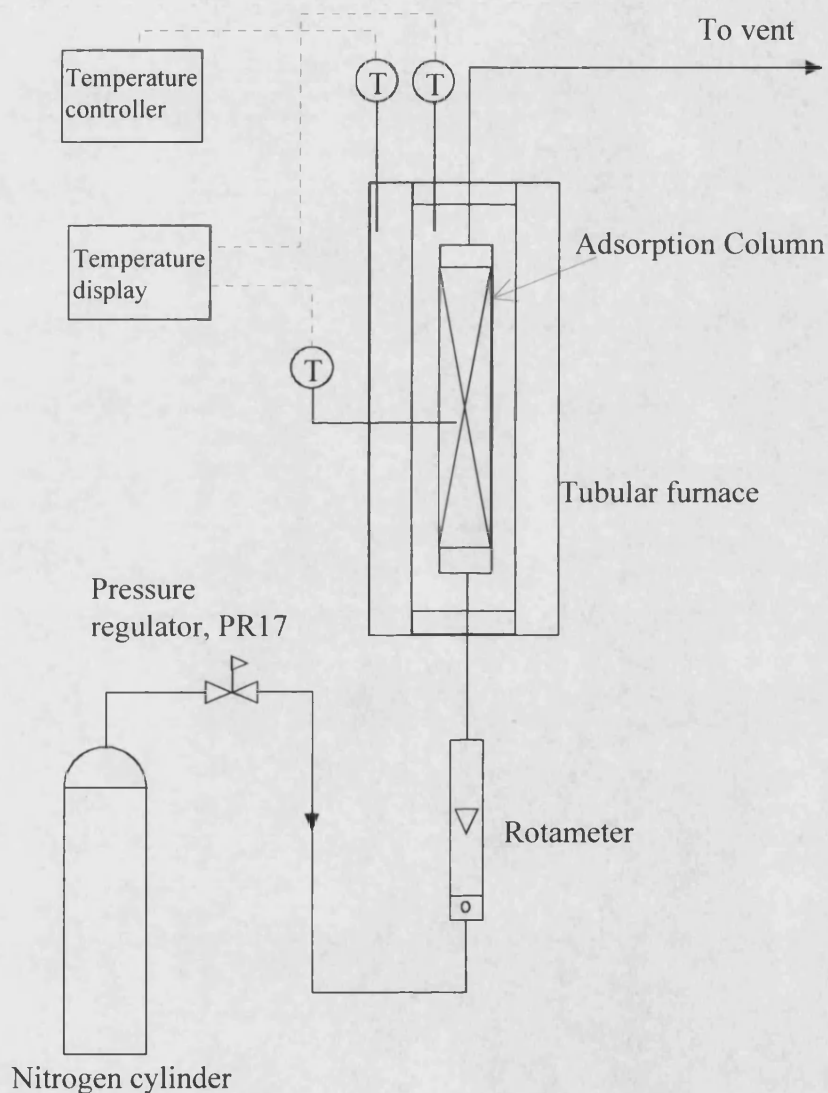 To vent
Temperature
controller
T
T
Temperature
display
Adsorption Column
T
Tubular furnace
Pressure
regulator, PR17
Rotameter
Nitrogen cylinder